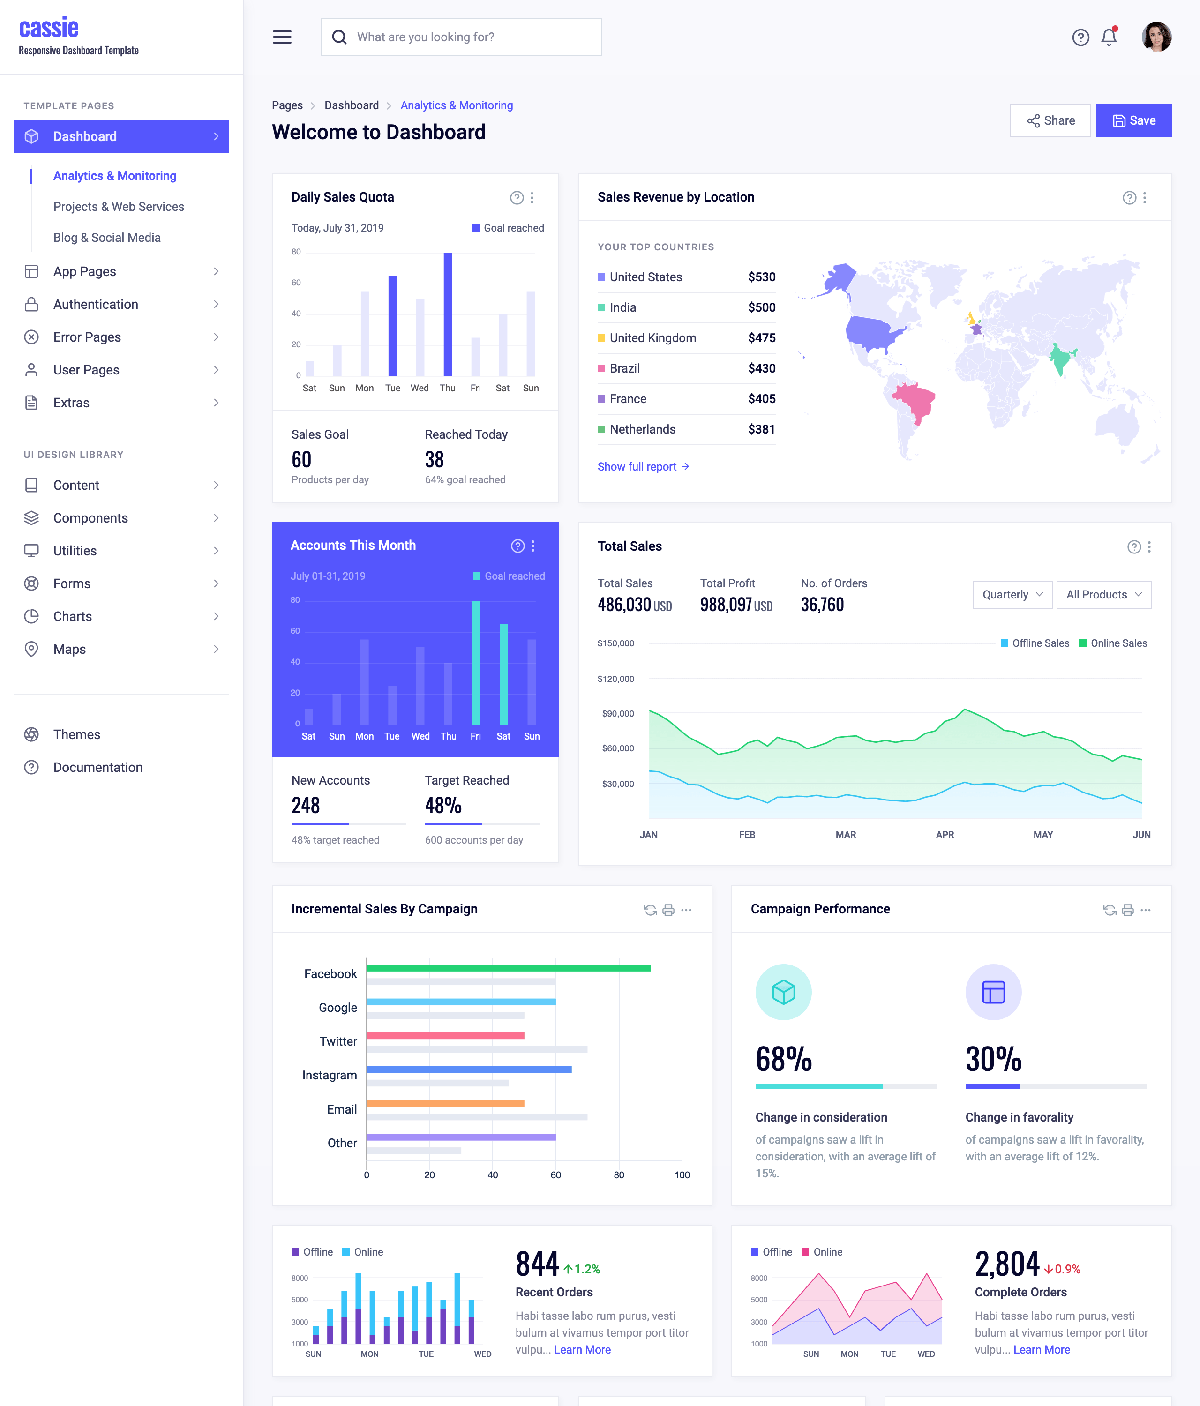 cassie
Responsive Dashboard Template
What are you looking for?
TEMPLATE PAGES
Dashboard
Analytics & Monitoring
Projects & Web Services
Blog & Social Media
App Pages
Authentication
Error Pages
User Pages
Extras
UI DESIGN LIBRARY
Content
Components
Utilities
Forms
Charts
Maps
Themes
Documentation
Pages Dashboard Analytics & Monitoring
Welcome to Dashboard
Share Save
Daily Sales Quota
Today, July 31, 2019 Goal reached
80
60
40
20
0
Sat Sun Mon Tue Wed Thu Fri Sat Sun
Sales Goal Reached Today
60 38
Products per day 64% goal reached
Sales Revenue by Location
YOUR TOP COUNTRIES
United States $530
India $500
United Kingdom $475
Brazil $430
France $405
Netherlands $381
Show full report →
Accounts This Month
July 01-31, 2019 Goal reached
80
60
40
20
0
Sat Sun Mon Tue Wed Thu Fri Sat Sun
New Accounts Target Reached
248 48%
48% target reached 600 accounts per day
Total Sales
Total Sales Total Profit No. of Orders
486,030 USD 988,097 USD 36,760
Quarterly All Products
Offline Sales Online Sales
$150,000
$120,000
$90,000
$60,000
$30,000
JAN FEB MAR APR MAY JUN
Incremental Sales By Campaign
Facebook
Google
Twitter
Instagram
Email
Other
0 20 40 60 80 100
Campaign Performance
68% 30%
Change in consideration Change in favorality
of campaigns saw a lift in consideration, with an average lift of 15%.
of campaigns saw a lift in favorality, with an average lift of 12%.
Offline Online
8000
5000
3000
1000
SUN MON TUE WED
844 ↑1.2%
Recent Orders
Habi tasse labo rum purus, vesti
bulum at vivamus tempor port titor
vulpu... Learn More
Offline Online
8000
5000
3000
1000
SUN MON TUE WED
2,804 ↓0.9%
Complete Orders
Habi tasse labo rum purus, vesti
bulum at vivamus tempor port titor
vulpu... Learn More